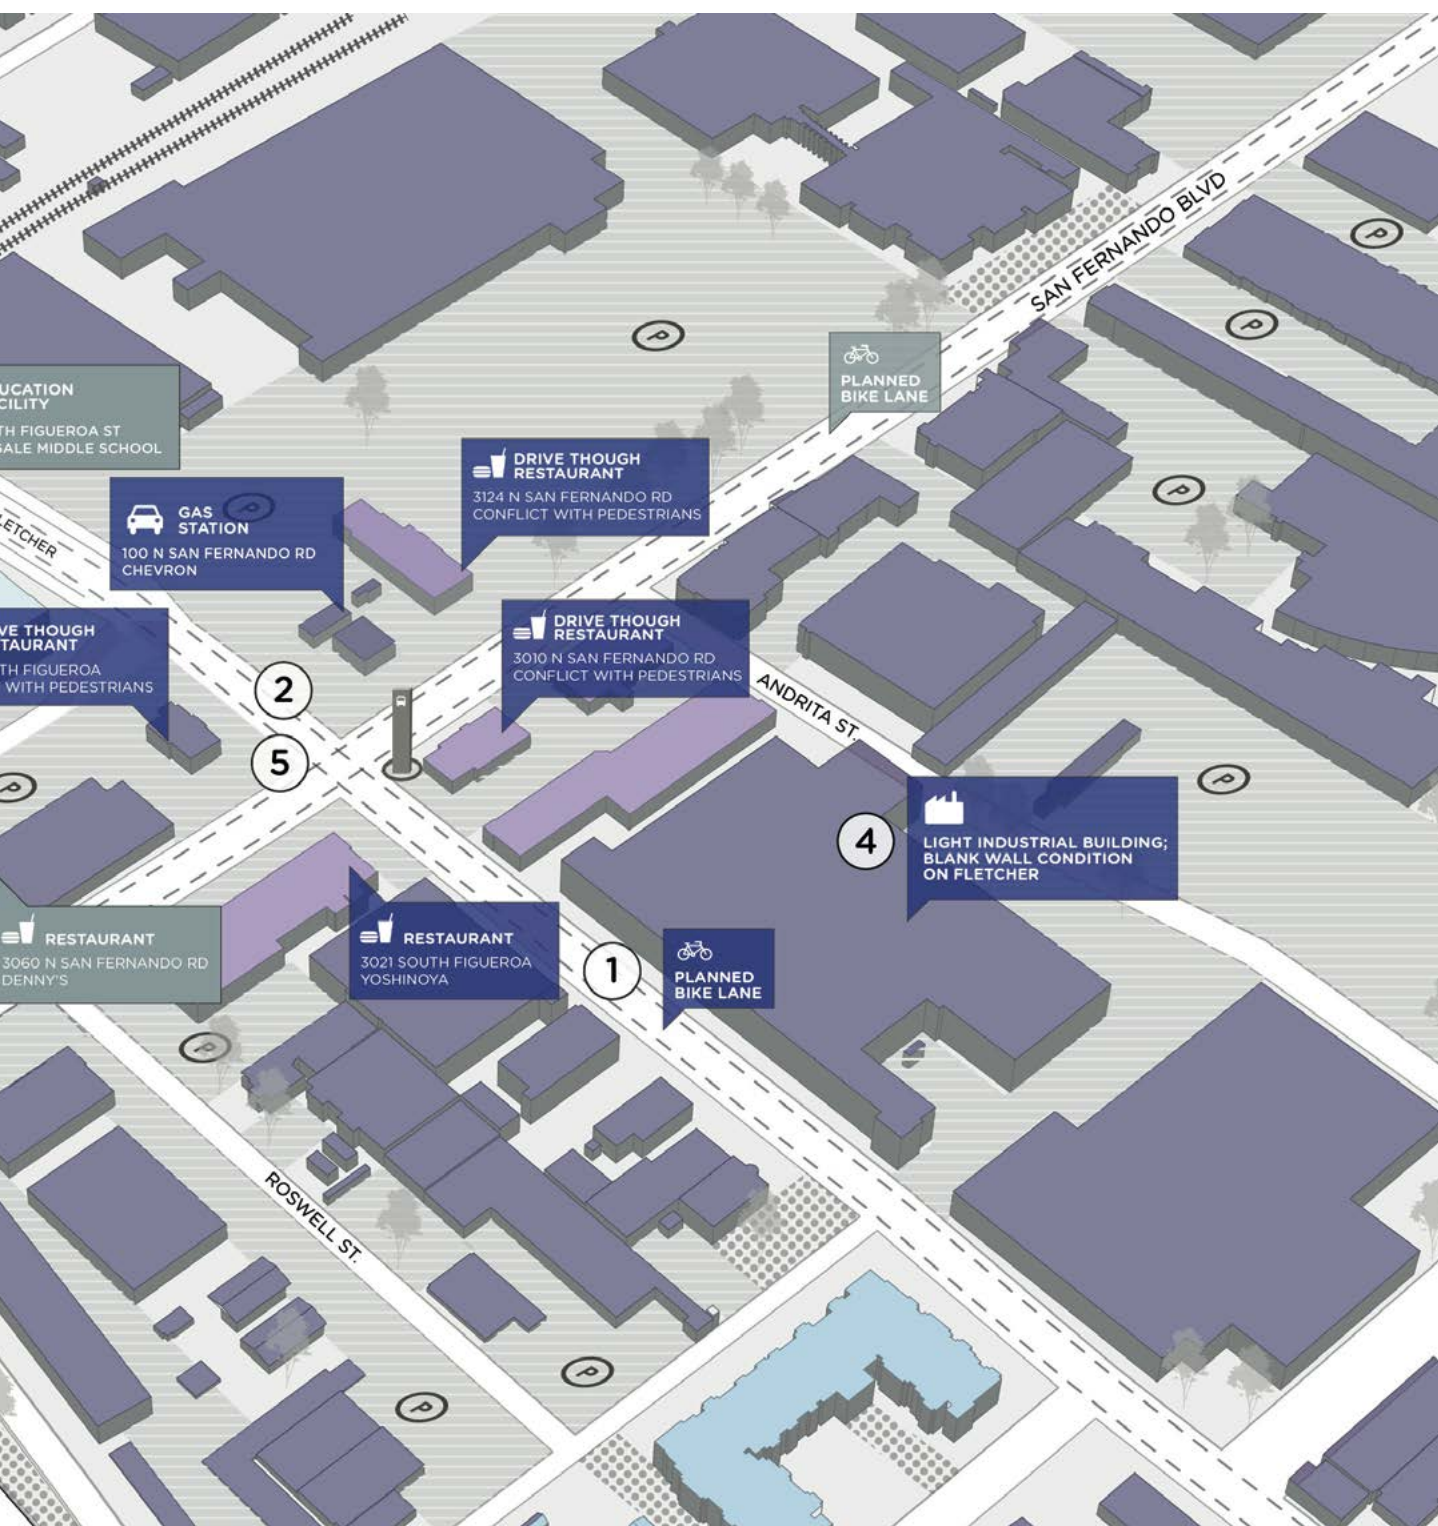 SAN FERNANDO BLVD
P
P
P
PLANNED
BIKE LANE
UCATION
CILITY
TH FIGUEROA ST
SALE MIDDLE SCHOOL
DRIVE THOUGH
RESTAURANT
3124 N SAN FERNANDO RD
CONFLICT WITH PEDESTRIANS
P
GAS
STATION
100 N SAN FERNANDO RD
CHEVRON
P
LETCHER
VE THOUGH
TAURANT
TH FIGUEROA
WITH PEDESTRIANS
DRIVE THOUGH
RESTAURANT
3010 N SAN FERNANDO RD
CONFLICT WITH PEDESTRIANS
2
ANDRITA ST.
5
P
P
4
LIGHT INDUSTRIAL BUILDING;
BLANK WALL CONDITION
ON FLETCHER
RESTAURANT
3060 N SAN FERNANDO RD
DENNY'S
RESTAURANT
3021 SOUTH FIGUEROA
YOSHINOYA
1
PLANNED
BIKE LANE
P
ROSWELL ST.
P
P